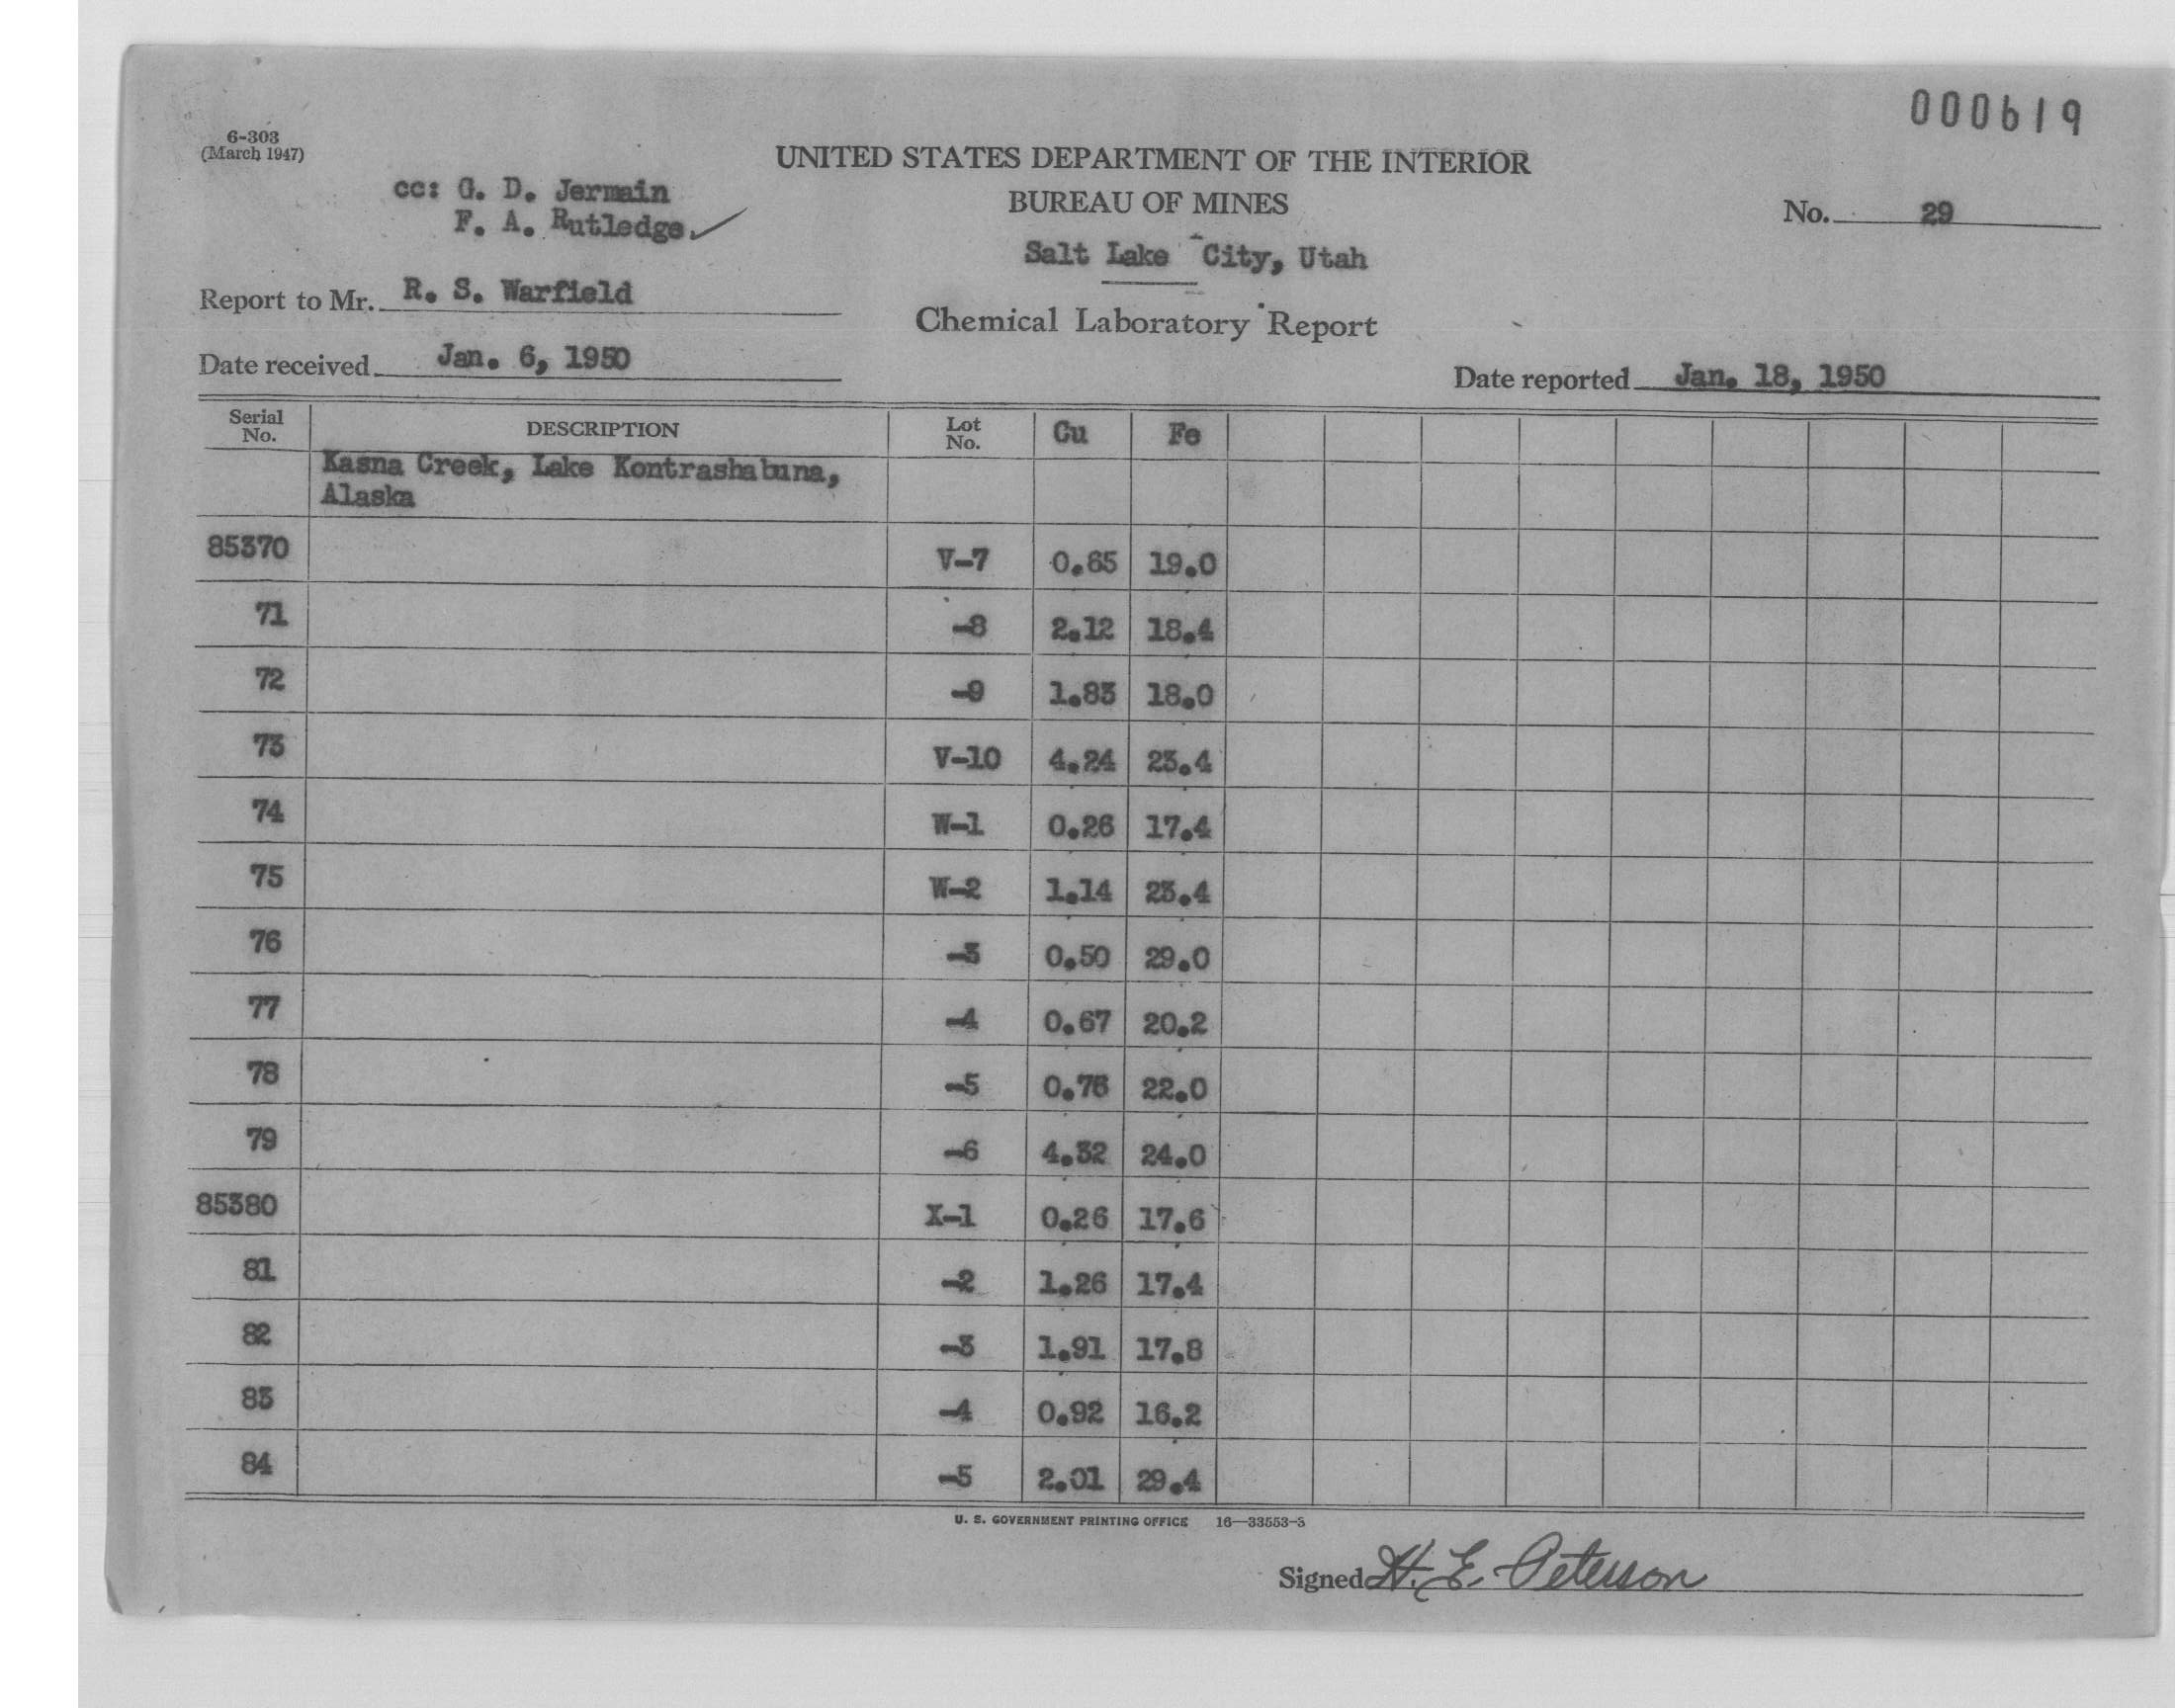 000619
6-303
(March 1947)
UNITED STATES DEPARTMENT OF THE INTERIOR
cc: G. D. Jermain
BUREAU OF MINES
F. A. Rutledge
No. 29
Salt Lake City, Utah
Report to Mr. R. S. Warfield
Chemical Laboratory Report
Date received Jan. 6, 1950
Date reported Jan. 18, 1950
Serial No. DESCRIPTION Lot No. Cu Fe
Kasna Creek, Lake Kontrashabuna,
Alaska
85370 V-7 0.65 19.0
71 -8 2.12 18.4
72 -9 1.83 18.0
73 V-10 4.24 23.4
74 W-1 0.26 17.4
75 W-2 1.14 23.4
76 -3 0.50 29.0
77 -4 0.67 20.2
78 -5 0.76 22.0
79 -6 4.32 24.0
85380 X-1 0.26 17.6
81 -2 1.26 17.4
82 -3 1.91 17.8
83 -4 0.92 16.2
84 -5 2.01 29.4
U. S. GOVERNMENT PRINTING OFFICE 16—33553-3
Signed H. E. Peterson